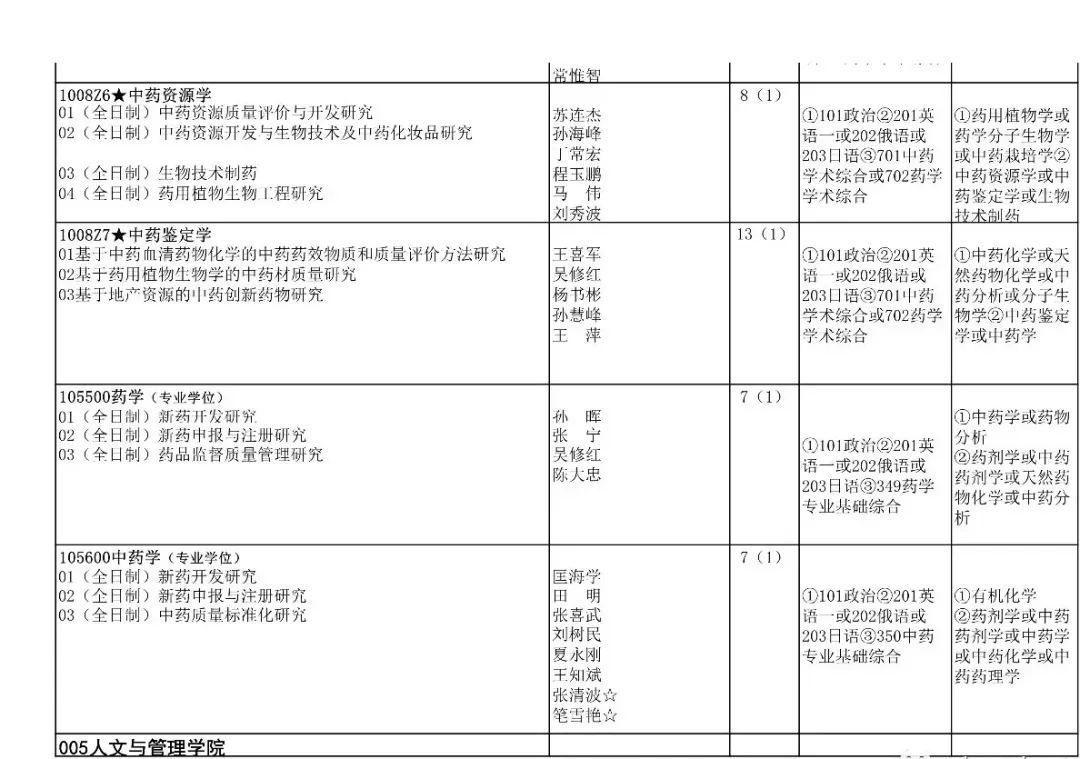 常惟智
1008Z6★中药资源学
01（全日制）中药资源质量评价与开发研究
02（全日制）中药资源开发与生物技术及中药化妆品研究
03（全日制）生物技术制药
04（全日制）药用植物生物工程研究
苏连杰
孙海峰
丁常宏
程玉鹏
马　伟
刘秀波
8（1）
①101政治②201英
语一或202俄语或
203日语③701中药
学术综合或702药学
学术综合
①药用植物学或
药学分子生物学
或中药栽培学②
中药资源学或中
药鉴定学或生物
技术制药
1008Z7★中药鉴定学
01基于中药血清药物化学的中药药效物质和质量评价方法研究
02基于药用植物生物学的中药材质量研究
03基于地产资源的中药创新药物研究
王喜军
吴修红
杨书彬
孙慧峰
王　萍
13（1）
①101政治②201英
语一或202俄语或
203日语③701中药
学术综合或702药学
学术综合
①中药化学或天
然药物化学或中
药分析或分子生
物学②中药鉴定
学或中药学
105500药学（专业学位）
01（全日制）新药开发研究
02（全日制）新药申报与注册研究
03（全日制）药品监督质量管理研究
孙　晖
张　宁
吴修红
陈大忠
7（1）
①101政治②201英
语一或202俄语或
203日语③349药学
专业基础综合
①中药学或药物
分析
②药剂学或中药
药剂学或天然药
物化学或中药分
析
105600中药学（专业学位）
01（全日制）新药开发研究
02（全日制）新药申报与注册研究
03（全日制）中药质量标准化研究
匡海学
田　明
张喜武
刘树民
夏永刚
王知斌
张清波☆
笔雪艳☆
7（1）
①101政治②201英
语一或202俄语或
203日语③350中药
专业基础综合
①有机化学
②药剂学或中药
药剂学或中药学
或中药化学或中
药药理学
005人文与管理学院